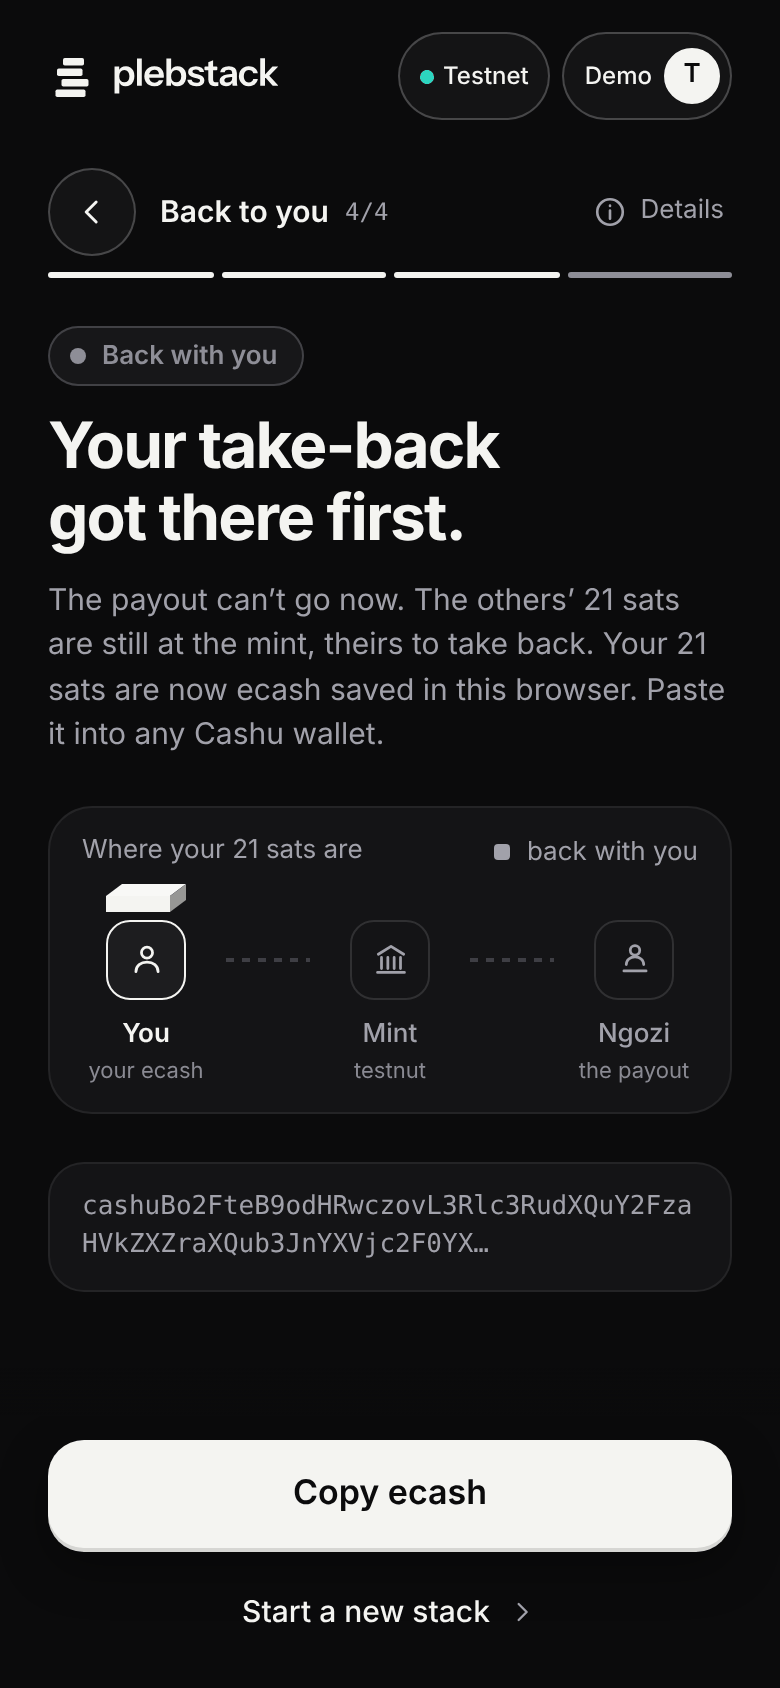 plebstack
Testnet
Demo
T
Back to you 4/4
Details
Back with you
Your take-back
got there first.
The payout can’t go now. The others’ 21 sats
are still at the mint, theirs to take back. Your 21
sats are now ecash saved in this browser. Paste
it into any Cashu wallet.
Where your 21 sats are
back with you
You
Mint
Ngozi
your ecash
testnut
the payout
cashuBo2FteB9odHRwczovL3Rlc3RudXQuY2Fza
HVkZXZraXQub3JnYXVjc2F0YX…
Copy ecash
Start a new stack